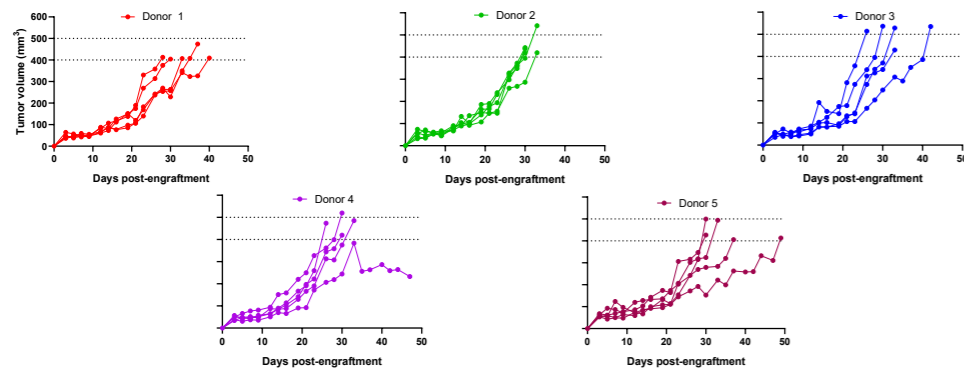 Donor 1
Donor 2
Donor 3
Tumor volume (mm³)
600
500
400
300
200
100
0
0 10 20 30 40 50
0 10 20 30 40 50
0 10 20 30 40 50
Days post-engraftment
Days post-engraftment
Days post-engraftment
Donor 4
Donor 5
0 10 20 30 40 50
0 10 20 30 40 50
Days post-engraftment
Days post-engraftment